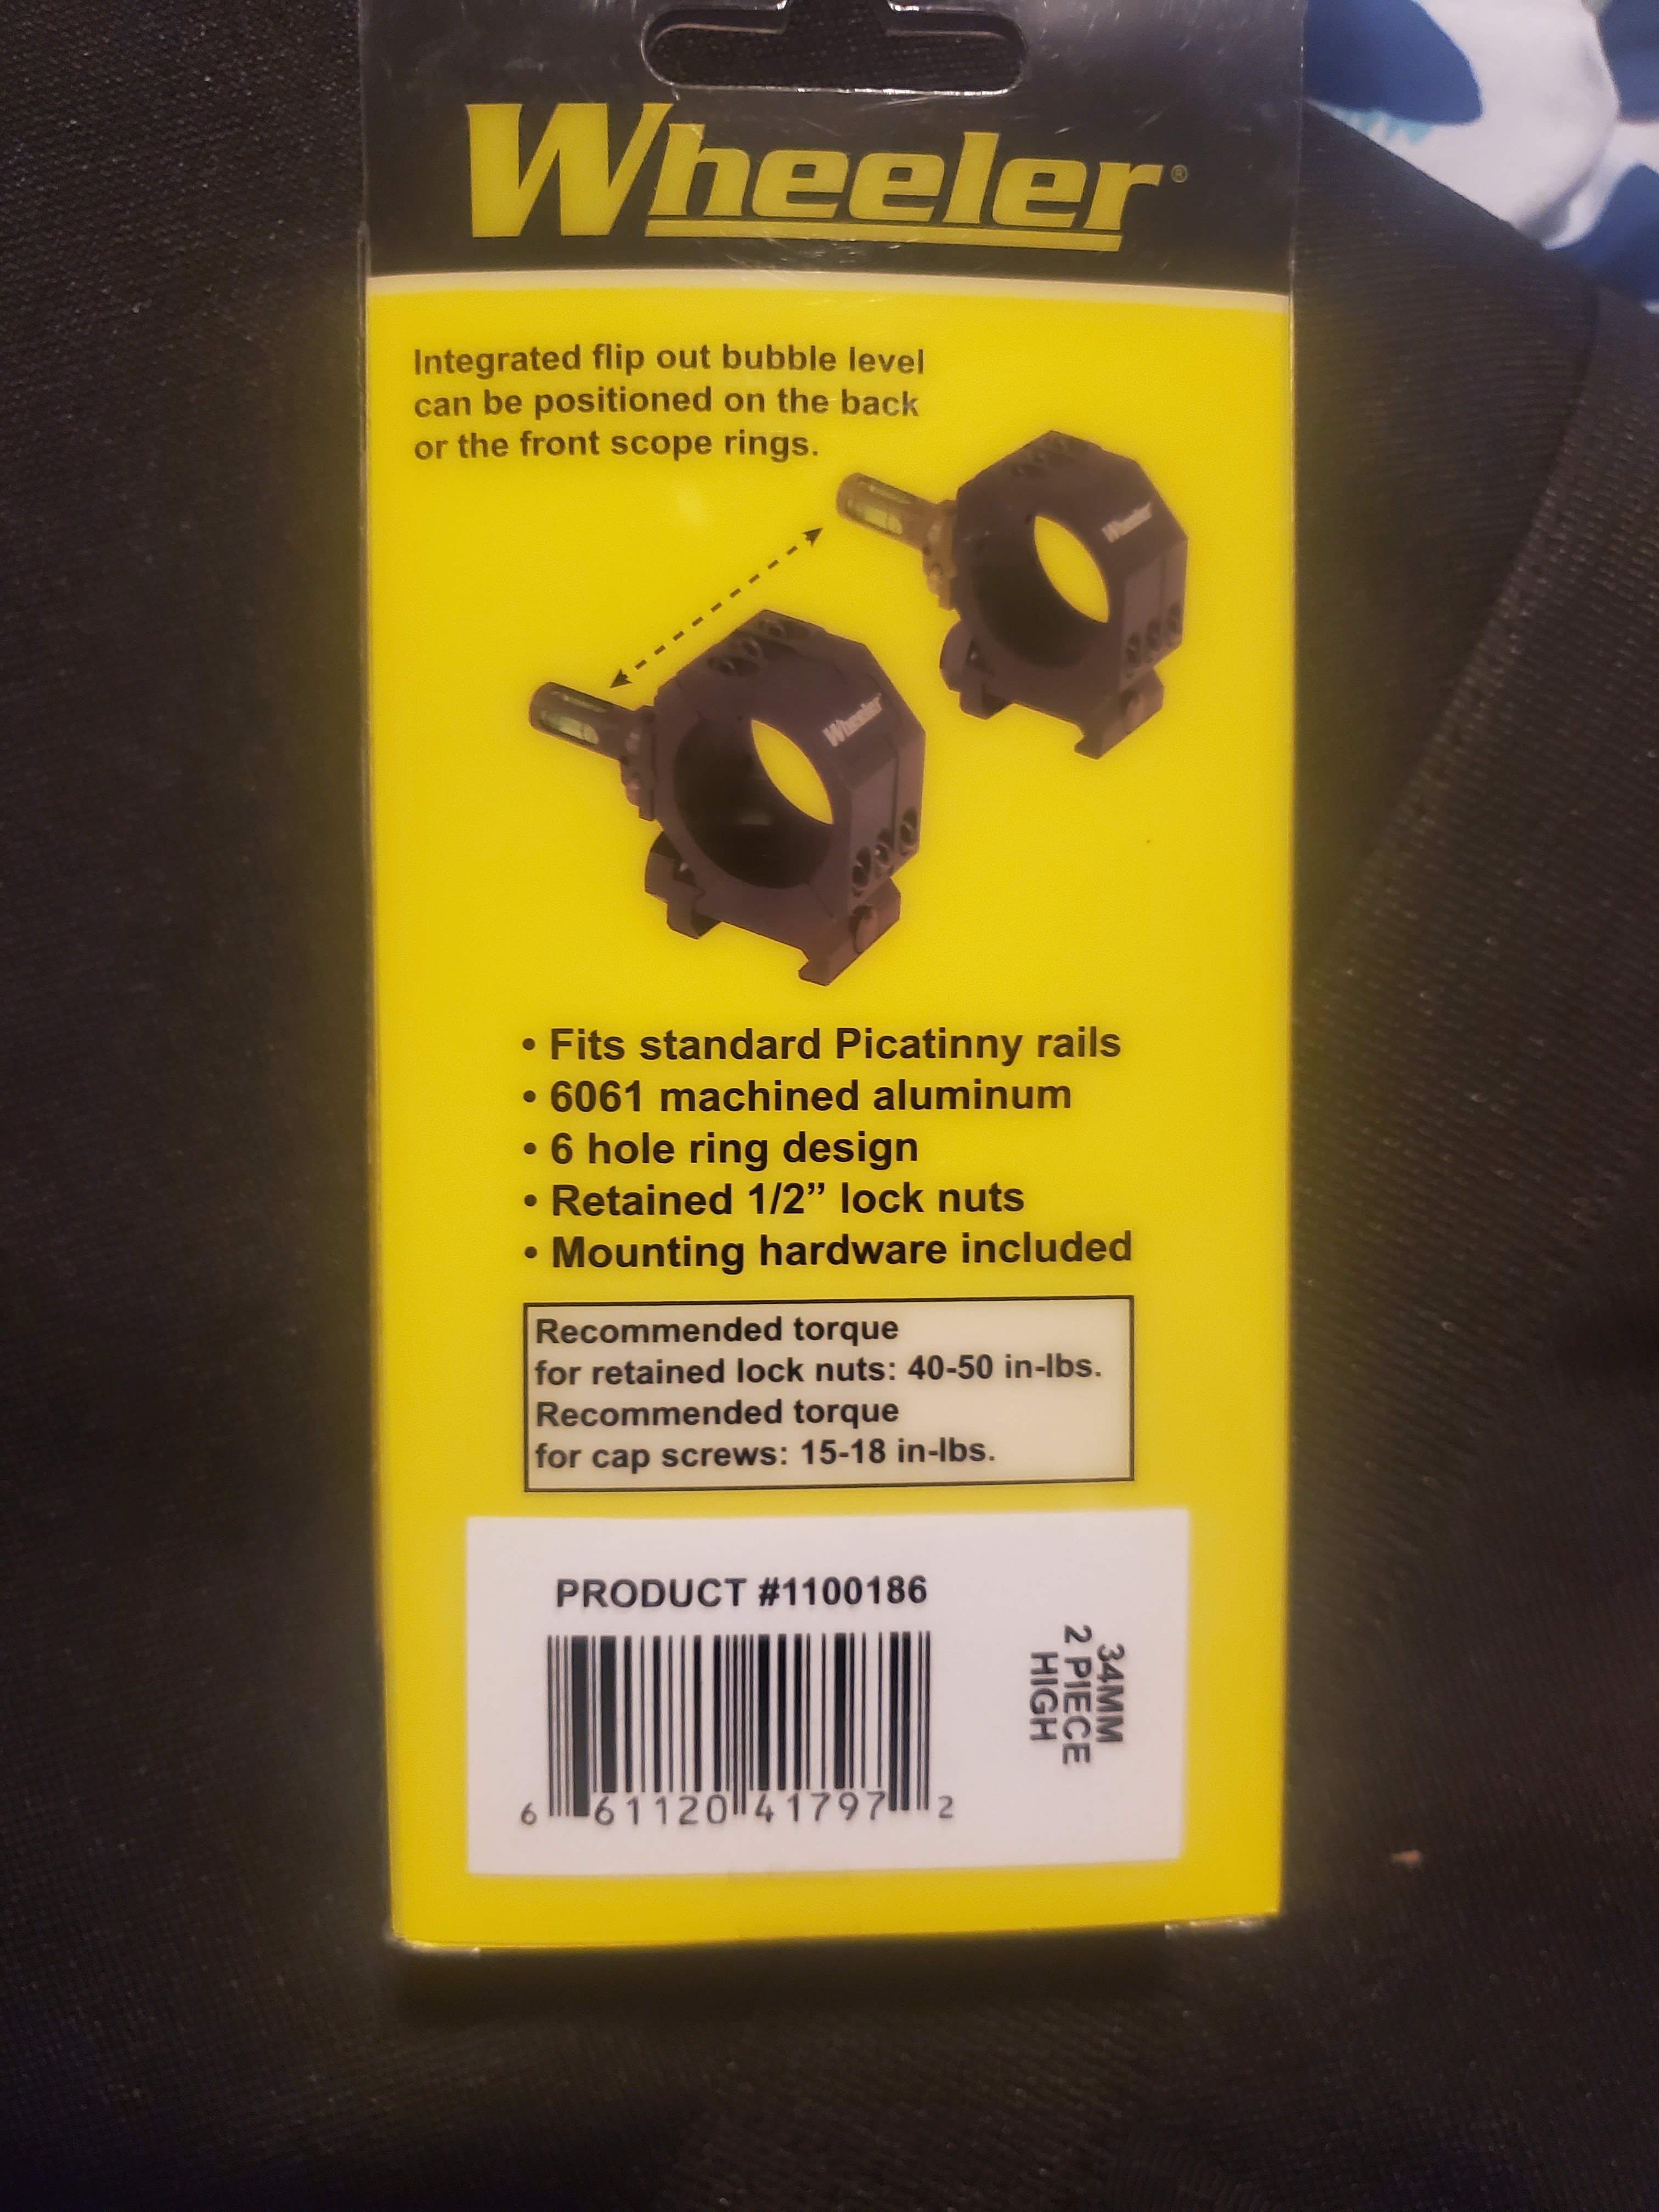 Wheeler®
Integrated flip out bubble level
can be positioned on the back
or the front scope rings.
Wheeler
Wheeler
• Fits standard Picatinny rails
• 6061 machined aluminum
• 6 hole ring design
• Retained 1/2” lock nuts
• Mounting hardware included
Recommended torque
for retained lock nuts: 40-50 in-lbs.
Recommended torque
for cap screws: 15-18 in-lbs.
PRODUCT #1100186
6 61120 41797 2
34MM
2 PIECE
HIGH